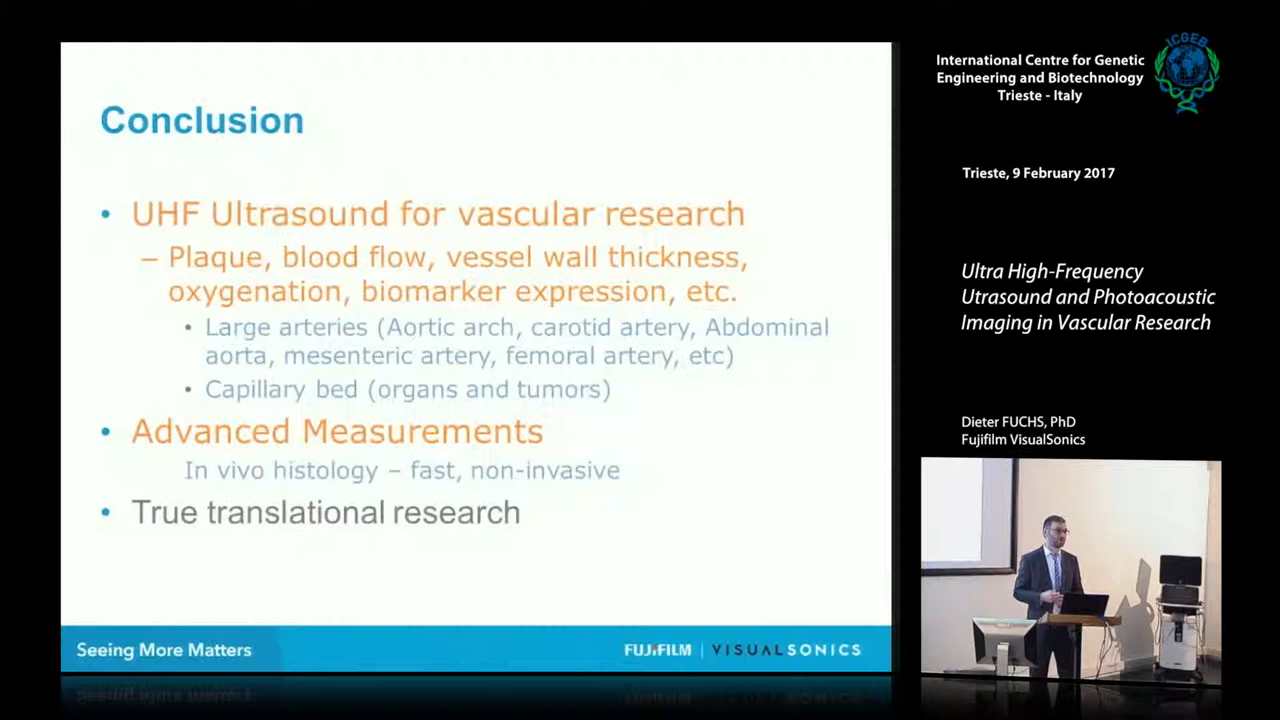 Conclusion
• UHF Ultrasound for vascular research
– Plaque, blood flow, vessel wall thickness,
oxygenation, biomarker expression, etc.
• Large arteries (Aortic arch, carotid artery, Abdominal
aorta, mesenteric artery, femoral artery, etc)
• Capillary bed (organs and tumors)
• Advanced Measurements
In vivo histology – fast, non-invasive
• True translational research
Seeing More Matters
FUJIFILM | VISUALSONICS
International Centre for Genetic
Engineering and Biotechnology
Trieste - Italy
ICGEB
Trieste, 9 February 2017
Ultra High-Frequency
Utrasound and Photoacoustic
Imaging in Vascular Research
Dieter FUCHS, PhD
Fujifilm VisualSonics